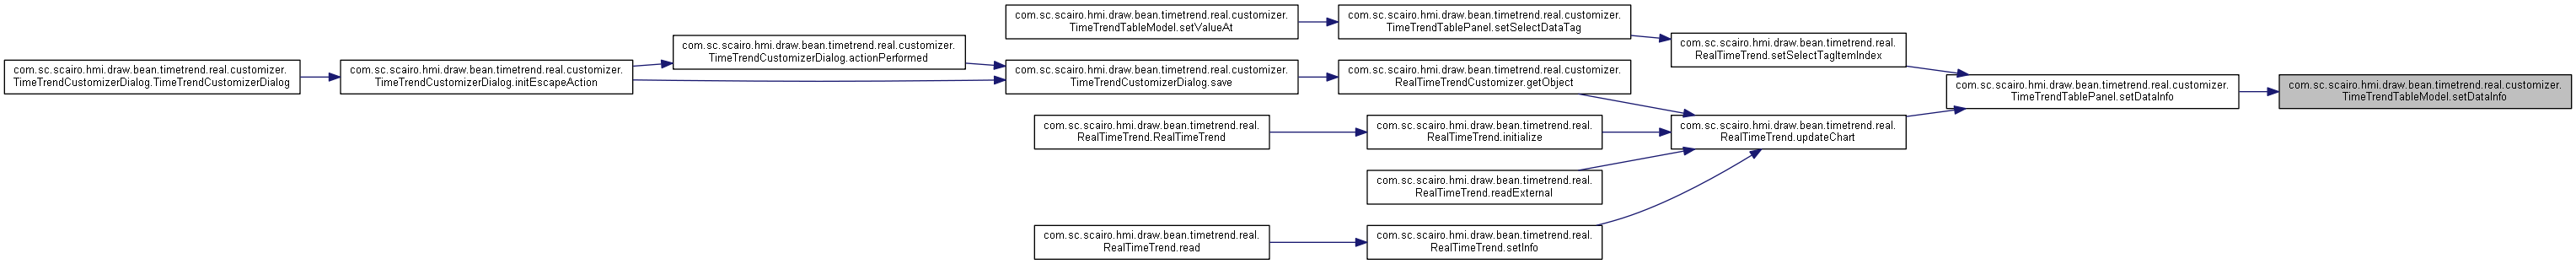 com.sc.scairo.hmi.draw.bean.timetrend.real.customizer.
TimeTrendCustomizerDialog.TimeTrendCustomizerDialog
com.sc.scairo.hmi.draw.bean.timetrend.real.customizer.
TimeTrendCustomizerDialog.initEscapeAction
com.sc.scairo.hmi.draw.bean.timetrend.real.customizer.
TimeTrendCustomizerDialog.actionPerformed
com.sc.scairo.hmi.draw.bean.timetrend.real.customizer.
TimeTrendTableModel.setValueAt
com.sc.scairo.hmi.draw.bean.timetrend.real.customizer.
TimeTrendCustomizerDialog.save
com.sc.scairo.hmi.draw.bean.timetrend.real.
RealTimeTrend.RealTimeTrend
com.sc.scairo.hmi.draw.bean.timetrend.real.
RealTimeTrend.read
com.sc.scairo.hmi.draw.bean.timetrend.real.customizer.
TimeTrendTablePanel.setSelectDataTag
com.sc.scairo.hmi.draw.bean.timetrend.real.customizer.
RealTimeTrendCustomizer.getObject
com.sc.scairo.hmi.draw.bean.timetrend.real.
RealTimeTrend.initialize
com.sc.scairo.hmi.draw.bean.timetrend.real.
RealTimeTrend.readExternal
com.sc.scairo.hmi.draw.bean.timetrend.real.
RealTimeTrend.setInfo
com.sc.scairo.hmi.draw.bean.timetrend.real.
RealTimeTrend.setSelectTagItemIndex
com.sc.scairo.hmi.draw.bean.timetrend.real.
RealTimeTrend.updateChart
com.sc.scairo.hmi.draw.bean.timetrend.real.customizer.
TimeTrendTablePanel.setDataInfo
com.sc.scairo.hmi.draw.bean.timetrend.real.customizer.
TimeTrendTableModel.setDataInfo